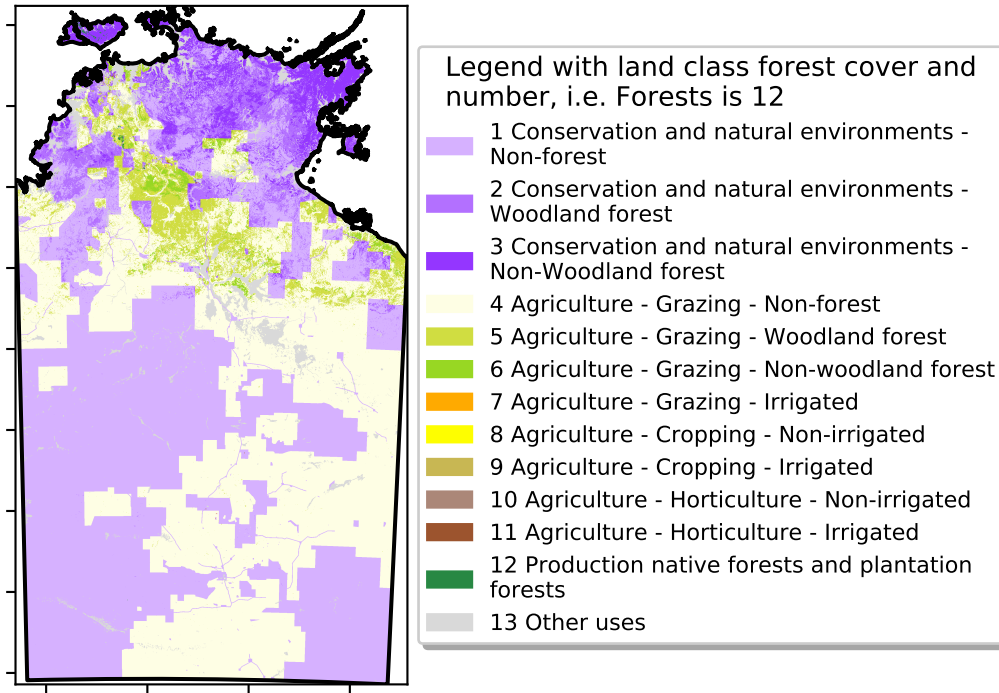 Legend with land class forest cover and
number, i.e. Forests is 12
1 Conservation and natural environments -
Non-forest
2 Conservation and natural environments -
Woodland forest
3 Conservation and natural environments -
Non-Woodland forest
4 Agriculture - Grazing - Non-forest
5 Agriculture - Grazing - Woodland forest
6 Agriculture - Grazing - Non-woodland forest
7 Agriculture - Grazing - Irrigated
8 Agriculture - Cropping - Non-irrigated
9 Agriculture - Cropping - Irrigated
10 Agriculture - Horticulture - Non-irrigated
11 Agriculture - Horticulture - Irrigated
12 Production native forests and plantation
forests
13 Other uses